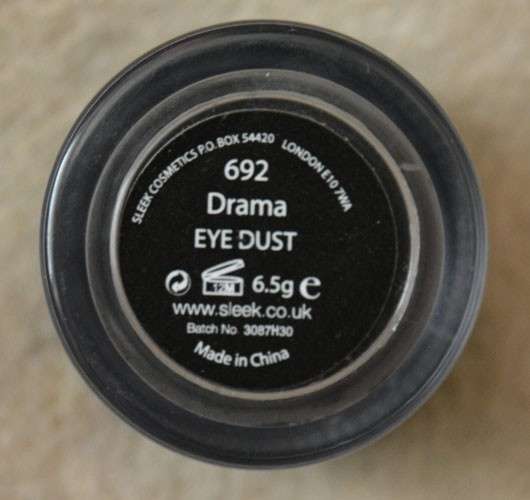 SLEEK COSMETICS P.O. BOX 54420 LONDON E10 7WA
692
Drama
EYE DUST
12M 6.5g e
www.sleek.co.uk
Batch No 3087H30
Made in China